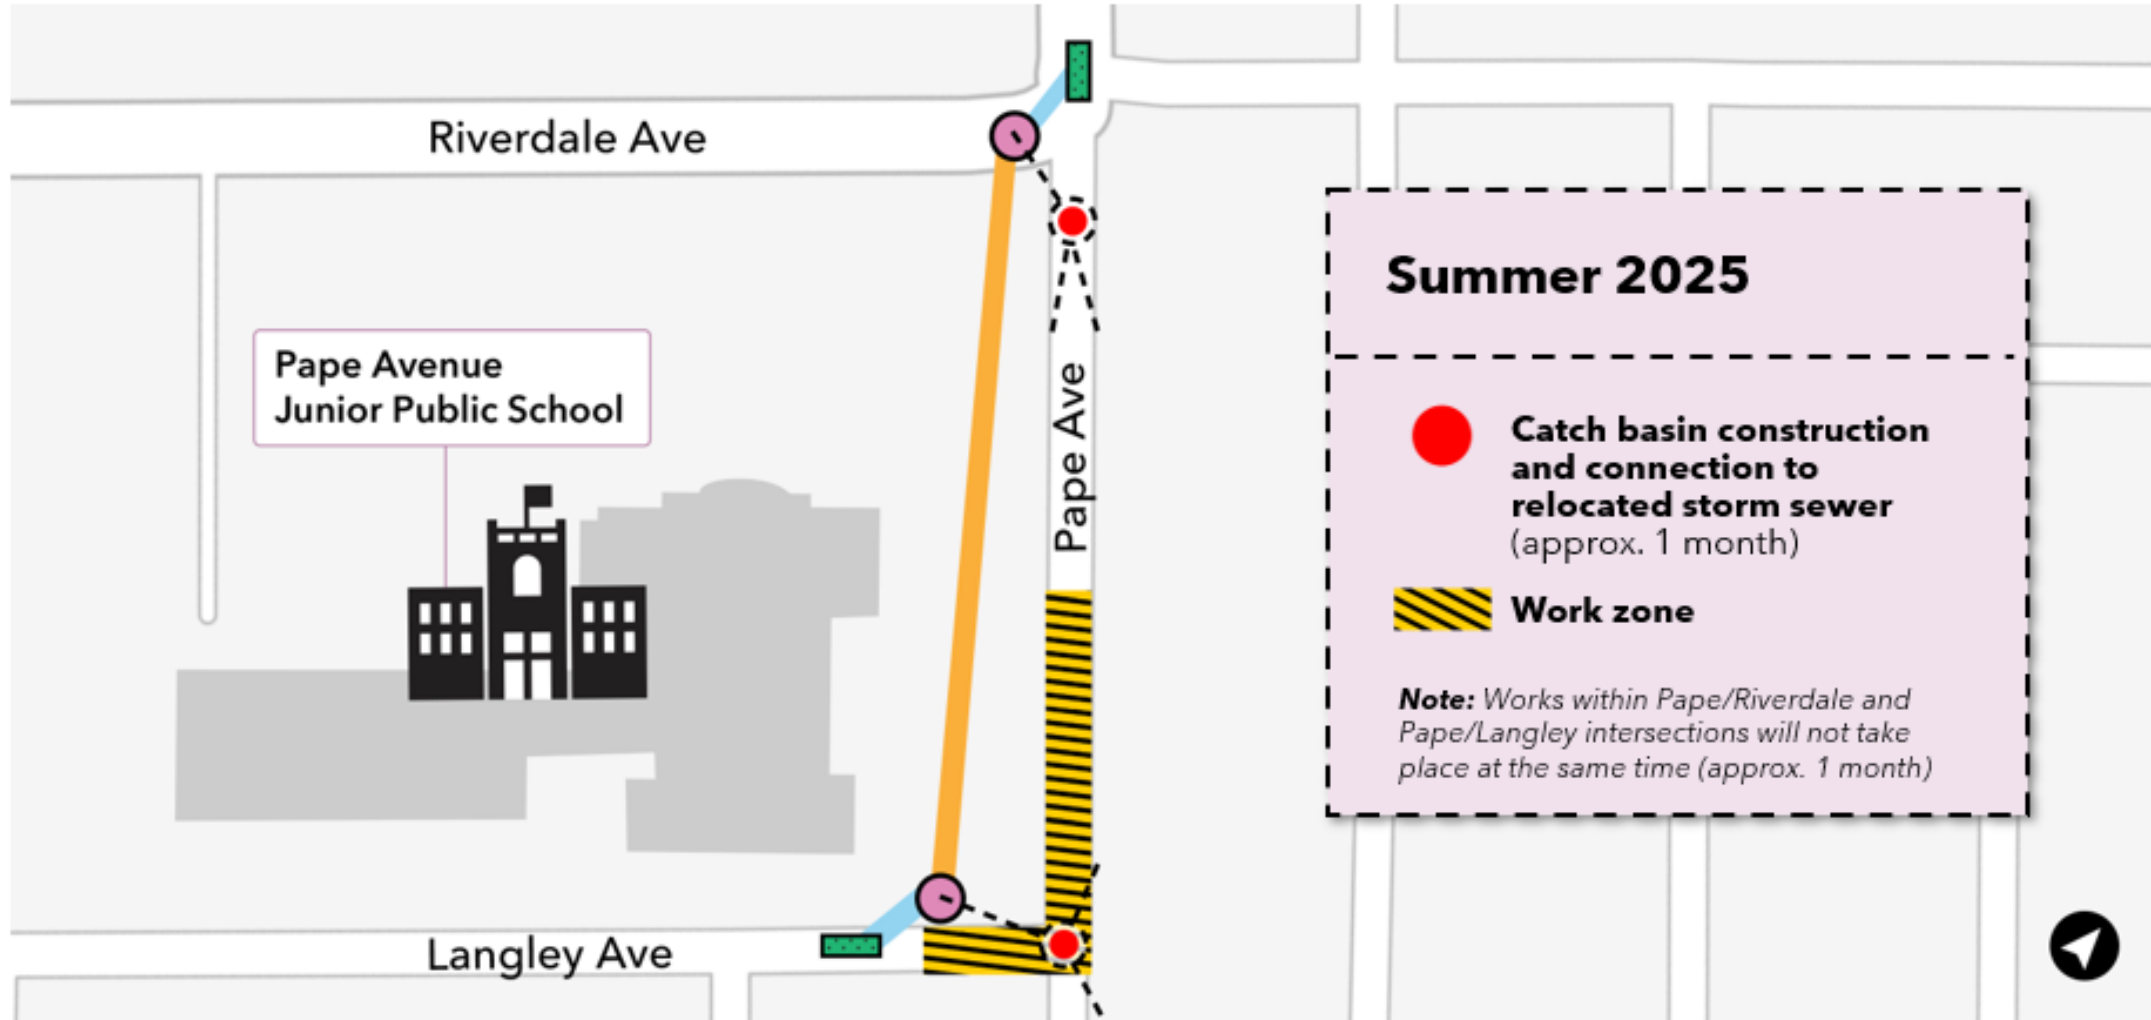 Riverdale Ave
Pape Avenue
Junior Public School
Pape Ave
Langley Ave
Summer 2025
Catch basin construction
and connection to
relocated storm sewer
(approx. 1 month)
Work zone
Note: Works within Pape/Riverdale and
Pape/Langley intersections will not take
place at the same time (approx. 1 month)